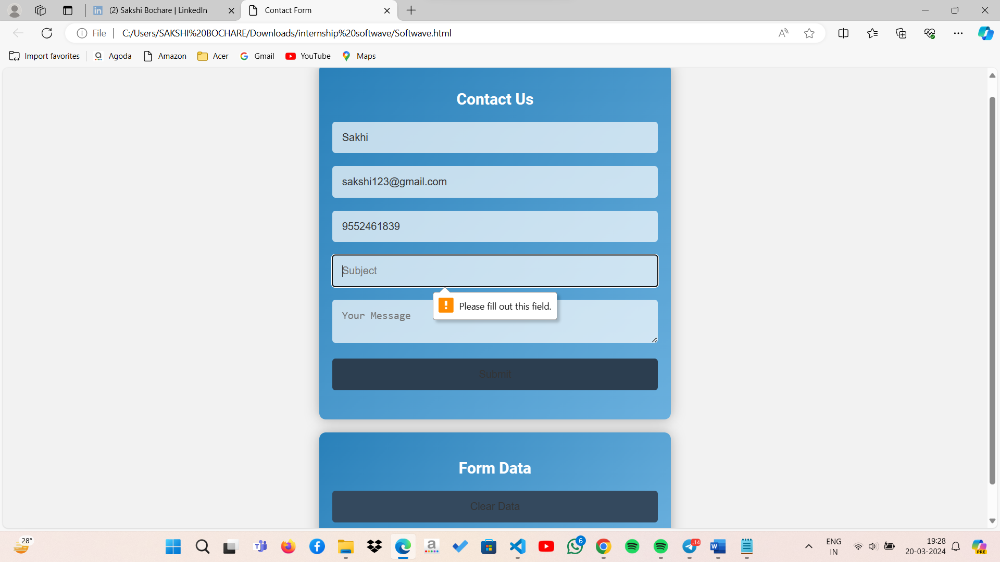 (2) Sakshi Bochare | LinkedIn
Contact Form
File
C:/Users/SAKSHI%20BOCHARE/Downloads/internship%20softwave/Softwave.html
Import favorites
Agoda
Amazon
Acer
Gmail
YouTube
Maps
Contact Us
Sakhi
sakshi123@gmail.com
9552461839
Subject
Please fill out this field.
Your Message
Submit
Form Data
Clear Data
28°
6
..14
ENG
IN
19:28
20-03-2024
PRE